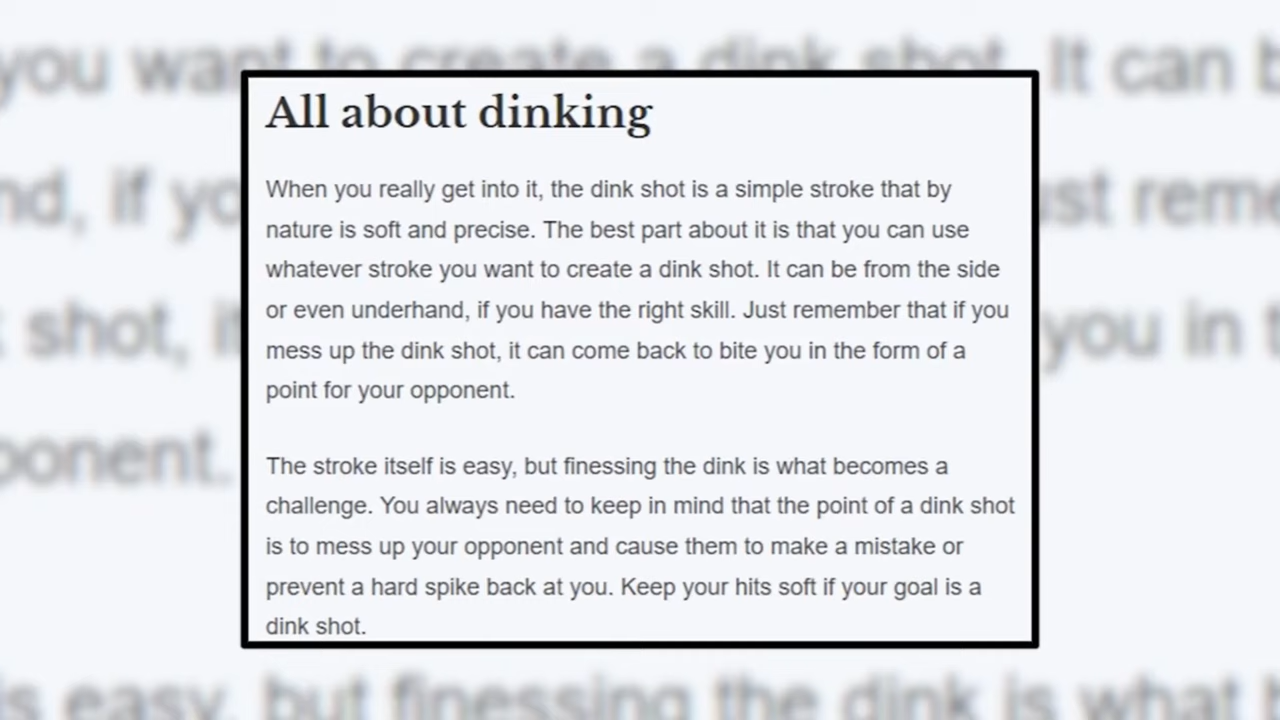 All about dinking
When you really get into it, the dink shot is a simple stroke that by
nature is soft and precise. The best part about it is that you can use
whatever stroke you want to create a dink shot. It can be from the side
or even underhand, if you have the right skill. Just remember that if you
mess up the dink shot, it can come back to bite you in the form of a
point for your opponent.
The stroke itself is easy, but finessing the dink is what becomes a
challenge. You always need to keep in mind that the point of a dink shot
is to mess up your opponent and cause them to make a mistake or
prevent a hard spike back at you. Keep your hits soft if your goal is a
dink shot.